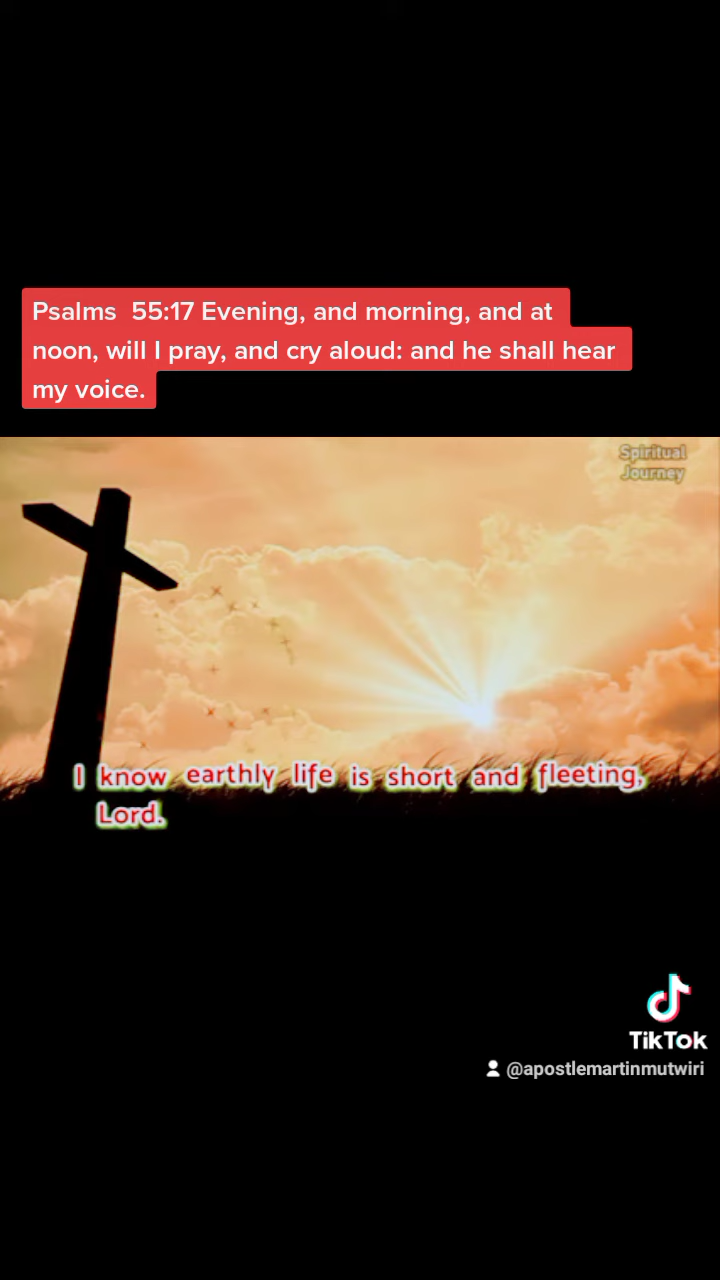 Psalms  55:17 Evening, and morning, and at
noon, will I pray, and cry aloud: and he shall hear
my voice.
Spiritual
Journey
I know earthly life is short and fleeting,
Lord.
TikTok
@apostlemartinmutwiri